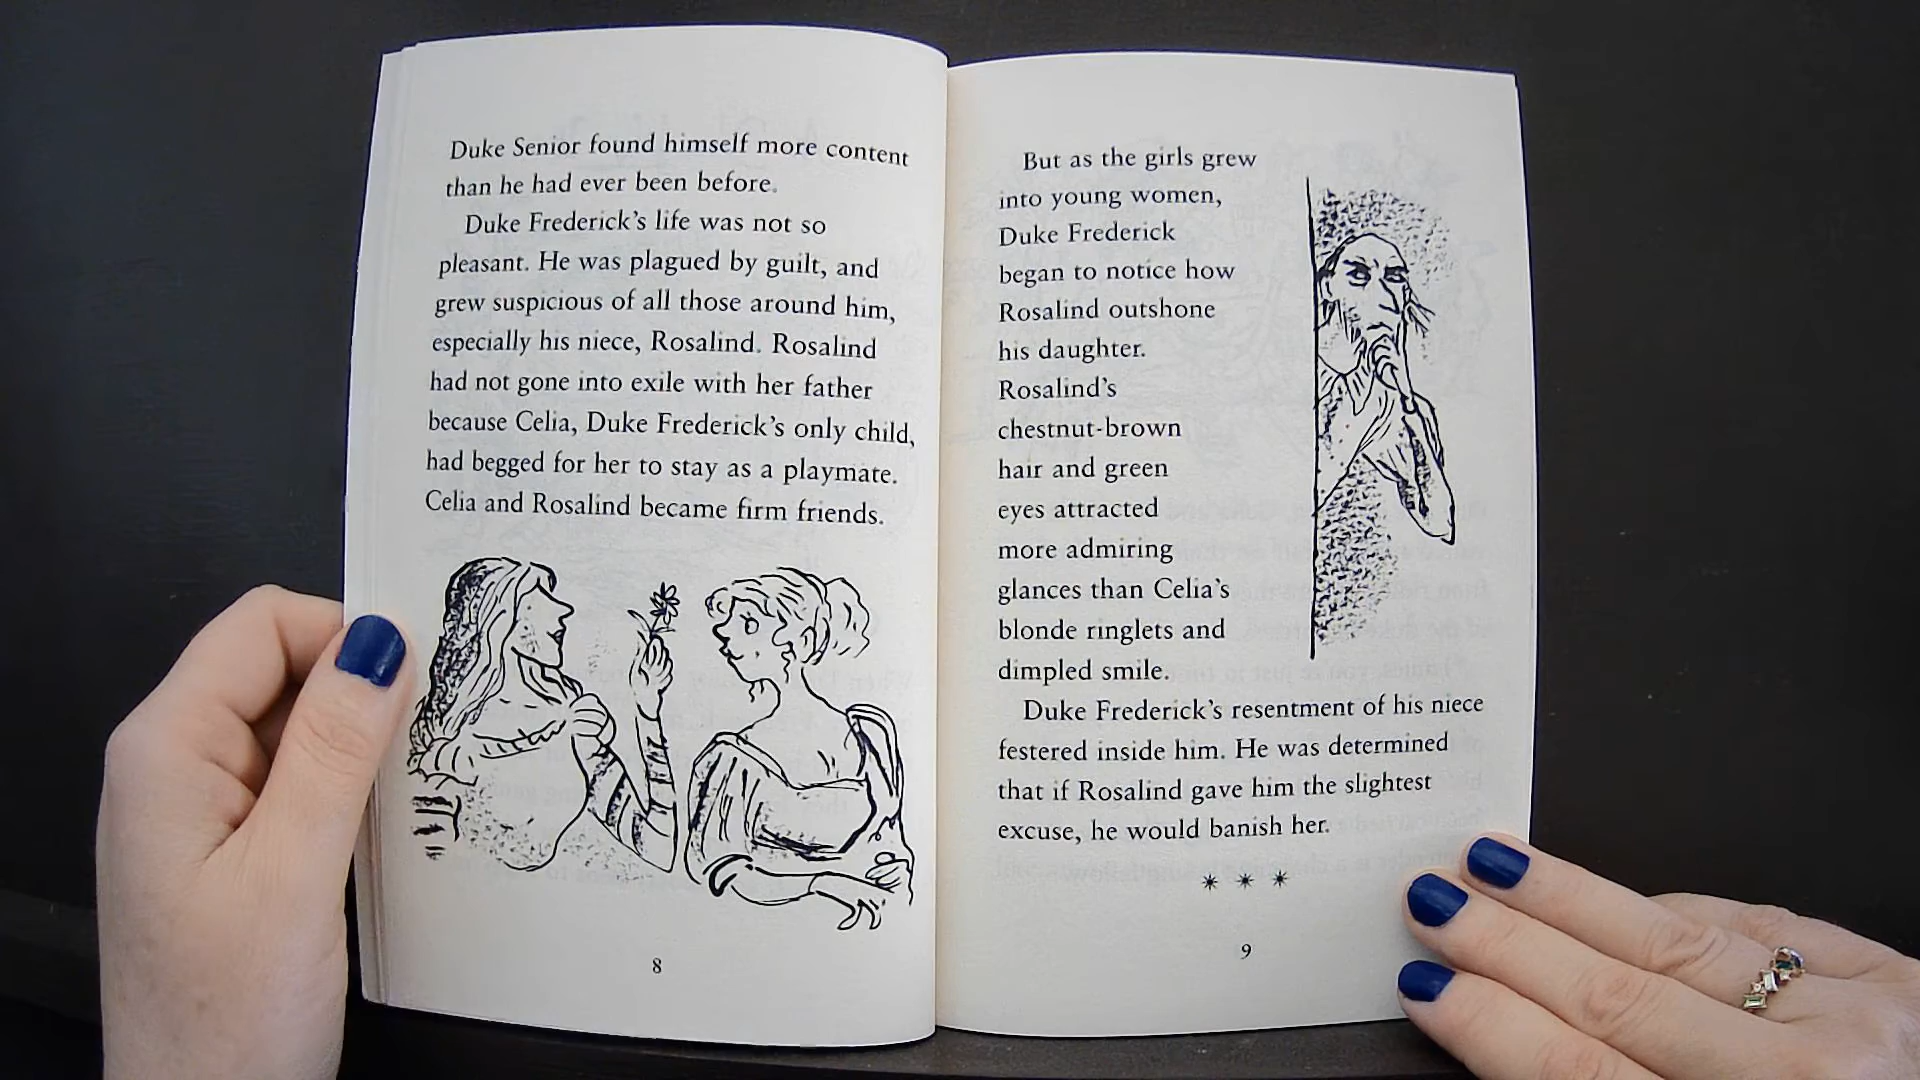 Duke Senior found himself more content
than he had ever been before.
Duke Frederick's life was not so
pleasant. He was plagued by guilt, and
grew suspicious of all those around him,
especially his niece, Rosalind. Rosalind
had not gone into exile with her father
because Celia, Duke Frederick's only child,
had begged for her to stay as a playmate.
Celia and Rosalind became firm friends.
8
But as the girls grew
into young women,
Duke Frederick
began to notice how
Rosalind outshone
his daughter.
Rosalind's
chestnut-brown
hair and green
eyes attracted
more admiring
glances than Celia's
blonde ringlets and
dimpled smile.
Duke Frederick's resentment of his niece
festered inside him. He was determined
that if Rosalind gave him the slightest
excuse, he would banish her.
* * *
9